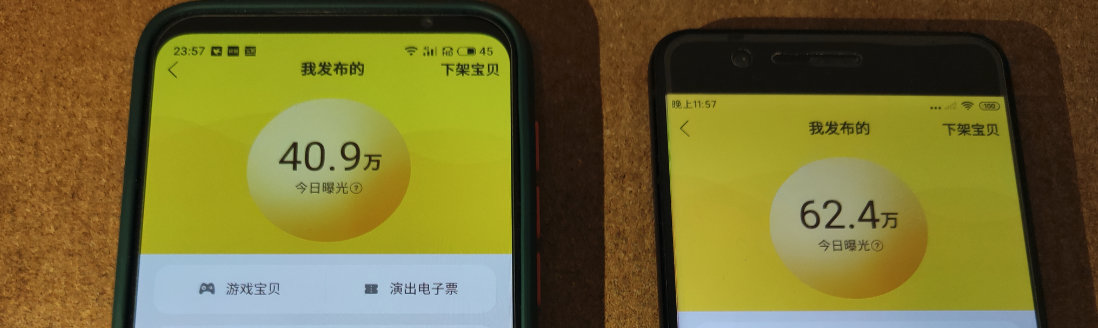 23:57 45
我发布的 下架宝贝
40.9万
今日曝光?
游戏宝贝 演出电子票
晚上11:57 100
我发布的 下架宝贝
62.4万
今日曝光?